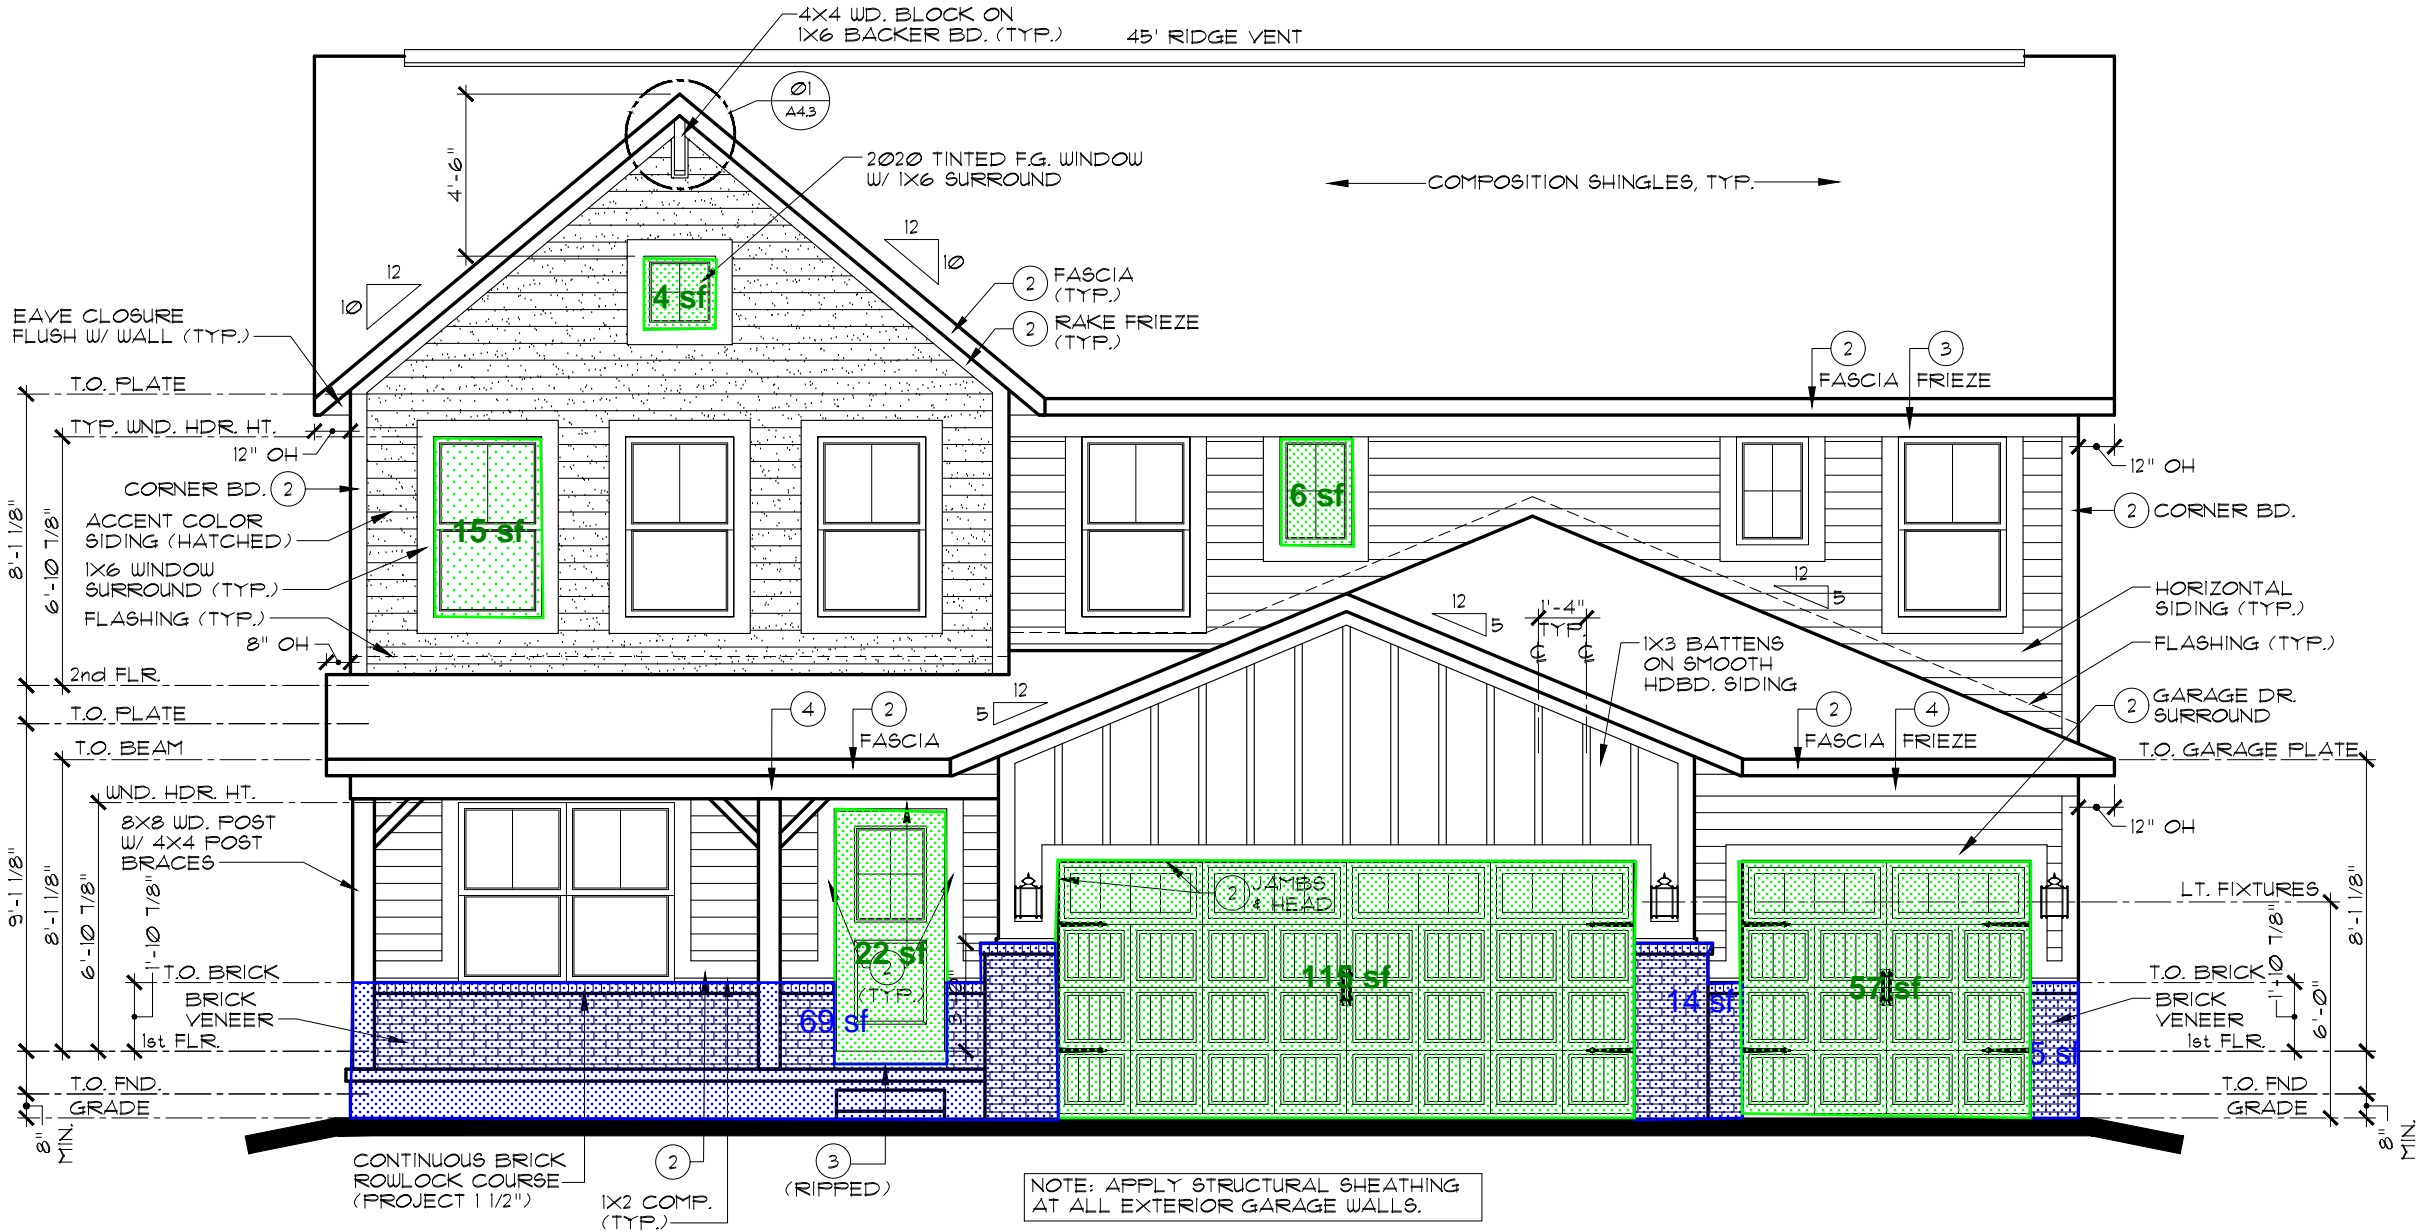 4X4 WD. BLOCK ON
1X6 BACKER BD. (TYP.)
45' RIDGE VENT
Ø1
A4.3
4'-6"
2020 TINTED F.G. WINDOW
W/ 1X6 SURROUND
COMPOSITION SHINGLES, TYP.
12
10
12
10
4 sf
2 FASCIA
(TYP.)
2 RAKE FRIEZE
(TYP.)
EAVE CLOSURE
FLUSH W/ WALL (TYP.)
T.O. PLATE
2
FASCIA
3
FRIEZE
TYP. WND. HDR. HT.
12" OH
12" OH
CORNER BD. 2
2 CORNER BD.
8'-1 1/8"
6'-10 7/8"
ACCENT COLOR
SIDING (HATCHED)
15 sf
6 sf
1X6 WINDOW
SURROUND (TYP.)
FLASHING (TYP.)
8" OH
12
5
12
5
1'-4"
TYP.
℄
℄
HORIZONTAL
SIDING (TYP.)
FLASHING (TYP.)
1X3 BATTENS
ON SMOOTH
HDBD. SIDING
2nd FLR.
T.O. PLATE
12
5
4
2
FASCIA
2
FASCIA
4
FRIEZE
2 GARAGE DR.
SURROUND
T.O. BEAM
T.O. GARAGE PLATE
WND. HDR. HT.
8X8 WD. POST
W/ 4X4 POST
BRACES
12" OH
9'-1 1/8"
8'-1 1/8"
6'-10 7/8"
1'-10 7/8"
2 JAMBS
& HEAD
LT. FIXTURES
22 sf
2
(TYP.)
115 sf
57 sf
14 sf
69 sf
5 sf
T.O. BRICK
BRICK
VENEER
1st FLR.
T.O. BRICK
BRICK
VENEER
1st FLR.
1'-10 7/8"
6'-0"
8'-1 1/8"
T.O. FND.
GRADE
T.O. FND
GRADE
8"
MIN.
8"
MIN.
CONTINUOUS BRICK
ROWLOCK COURSE
(PROJECT 1 1/2")
2
1X2 COMP.
(TYP.)
3
(RIPPED)
NOTE: APPLY STRUCTURAL SHEATHING
AT ALL EXTERIOR GARAGE WALLS.